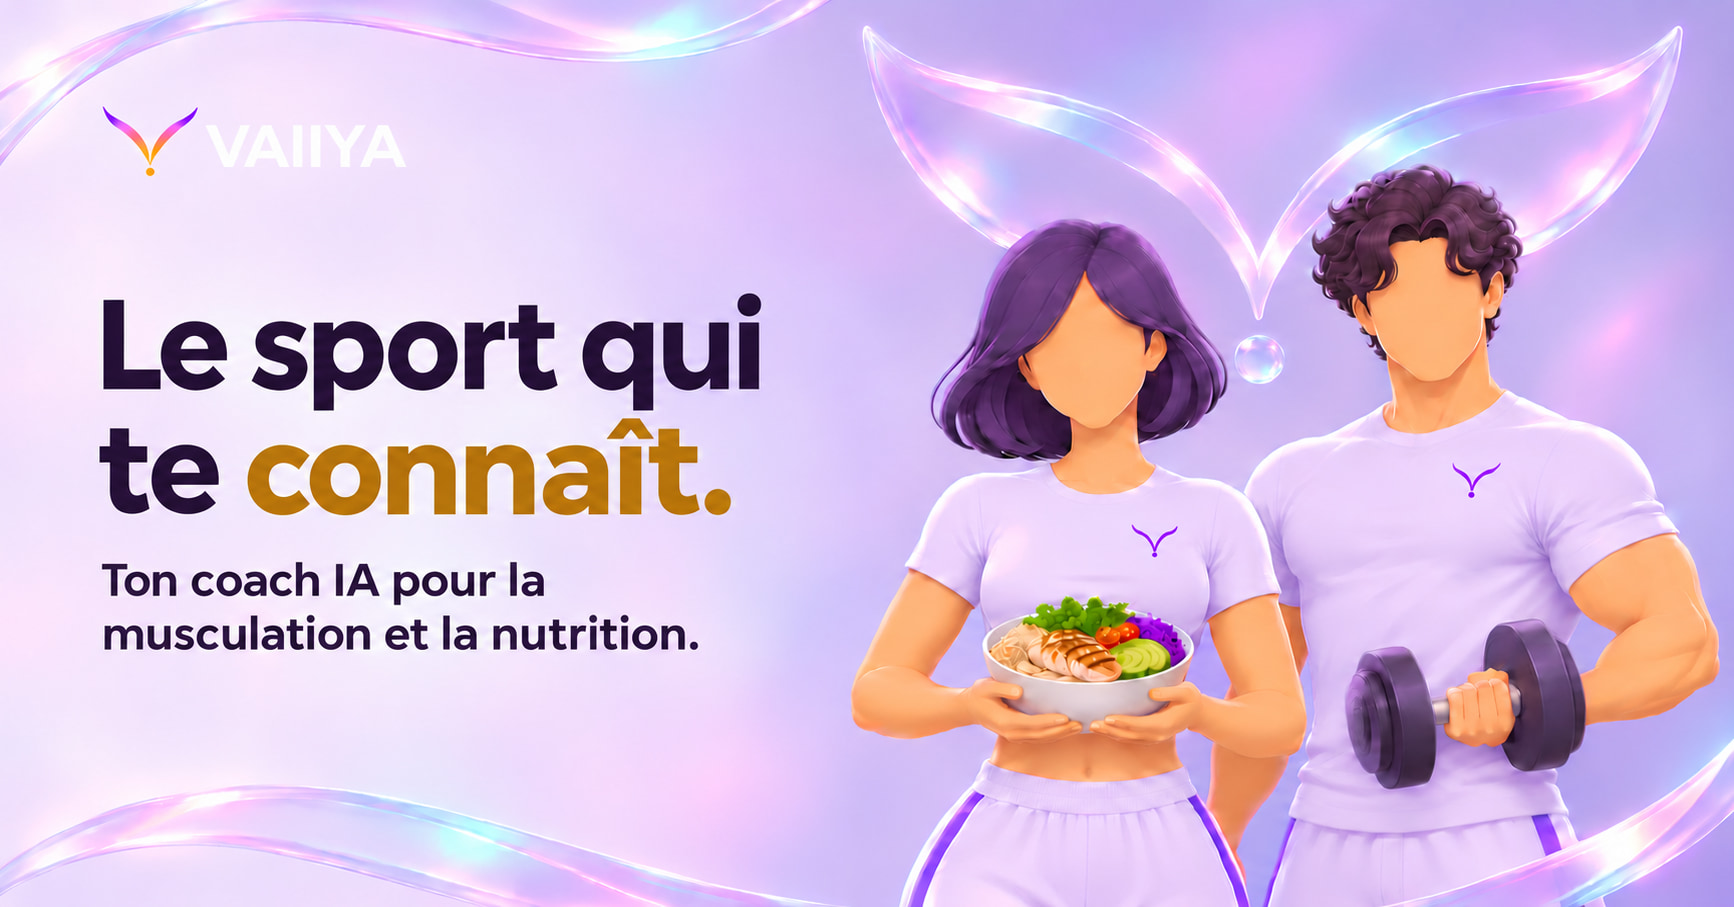 VAIIYA
Le sport qui
te connaît.
Ton coach IA pour la
musculation et la nutrition.